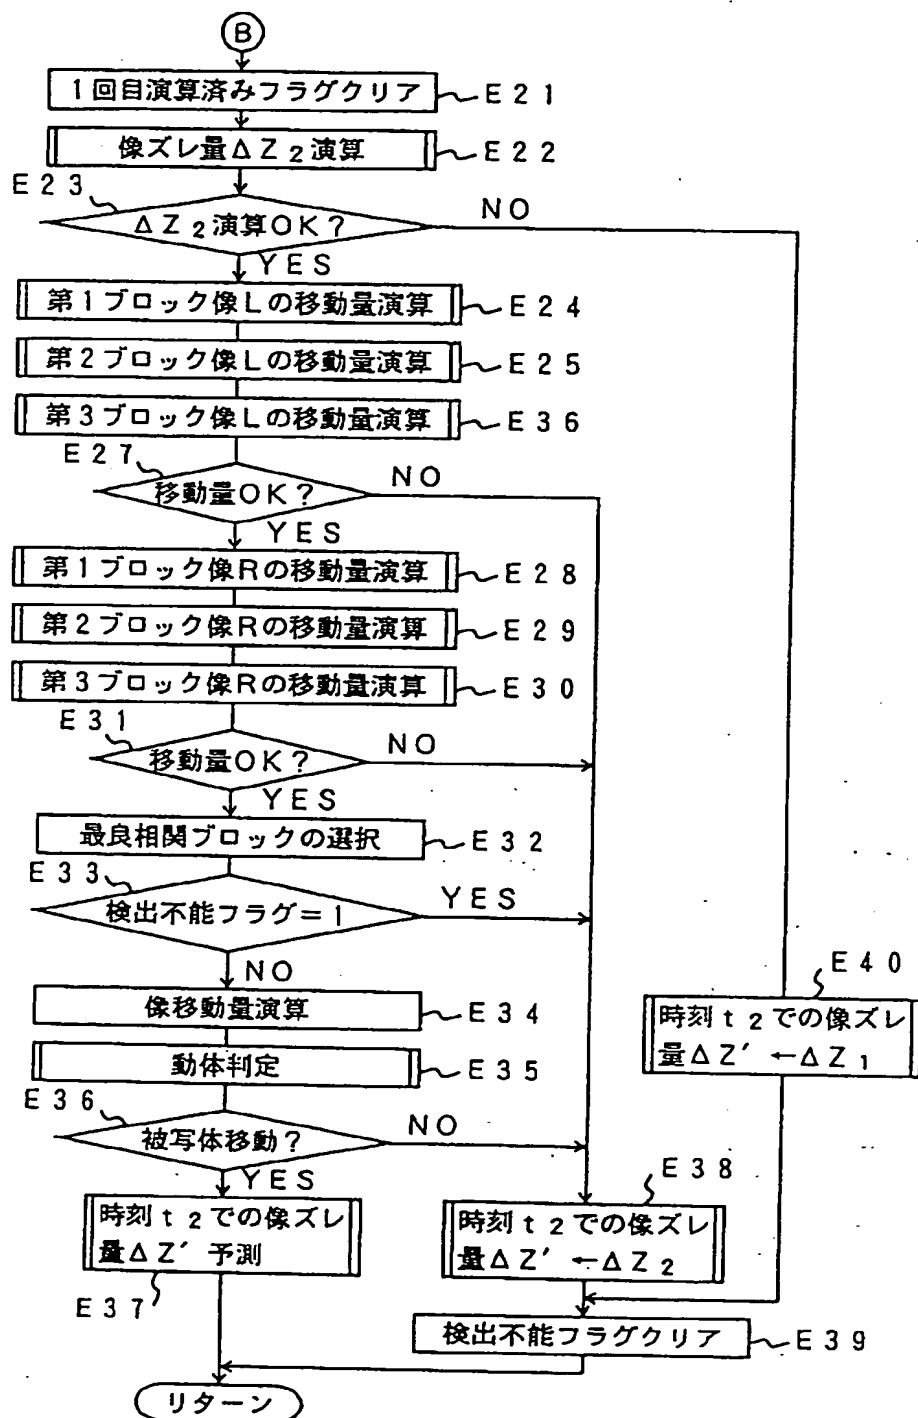 B
1回目演算済みフラグクリア E21
像ズレ量ΔZ2演算 E22
E23
ΔZ2演算OK? NO
YES
第1ブロック像Lの移動量演算 E24
第2ブロック像Lの移動量演算 E25
第3ブロック像Lの移動量演算 E36
E27
移動量OK? NO
YES
第1ブロック像Rの移動量演算 E28
第2ブロック像Rの移動量演算 E29
第3ブロック像Rの移動量演算 E30
E31
移動量OK? NO
YES
最良相関ブロックの選択 E32
E33
検出不能フラグ=1 YES
NO
像移動量演算 E34
動体判定 E35
E36
被写体移動? NO
YES
E40
時刻t2での像ズレ
量ΔZ′←ΔZ1
時刻t2での像ズレ
量ΔZ′ 予測
E37
E38
時刻t2での像ズレ
量ΔZ′←ΔZ2
検出不能フラグクリア E39
リターン